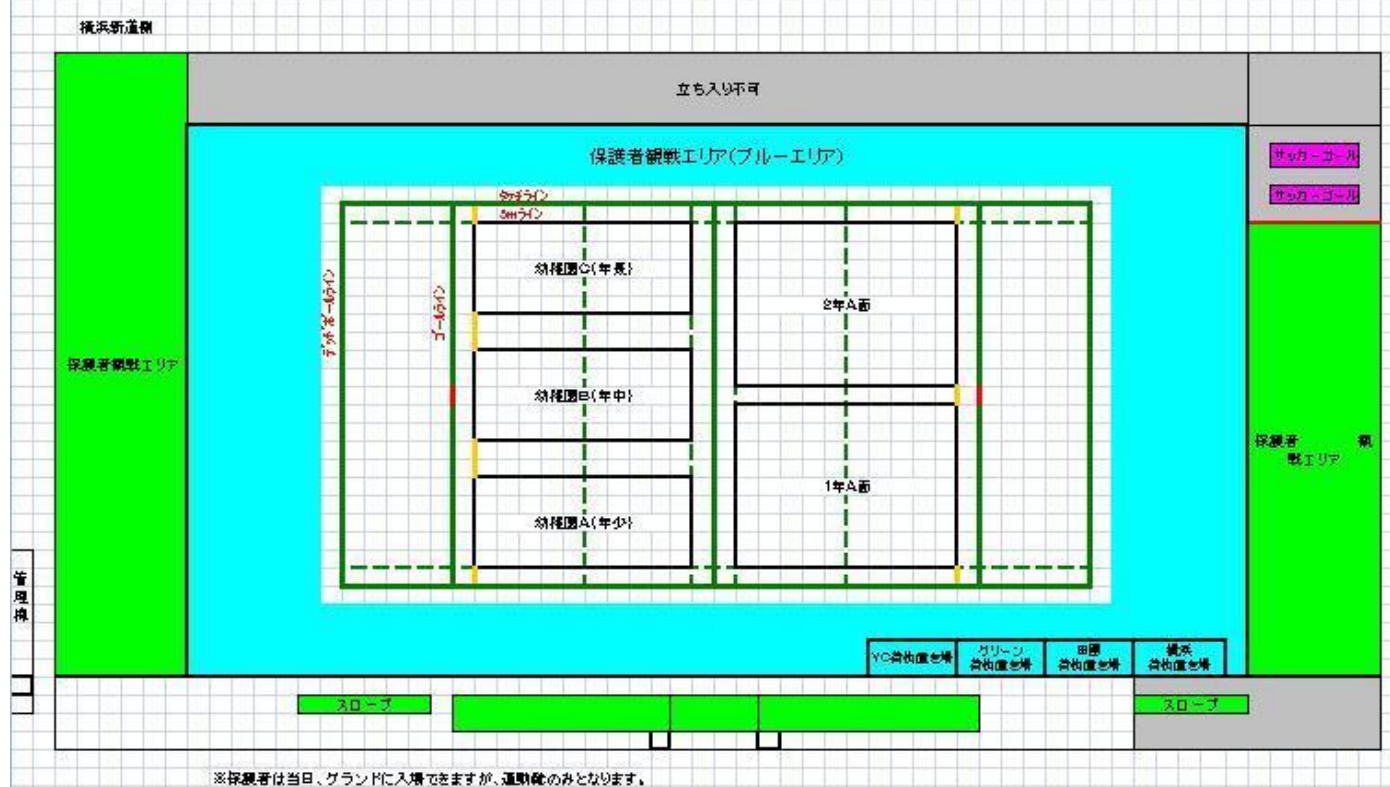 横浜新道側
立ち入り不可
保護者観戦エリア(ブルーエリア)
サッカーゴール
サッカーゴール
タッチライン
5mライン
デッドボールライン
ゴールライン
幼稚園C(年長)
2年A面
保護者観戦エリア
幼稚園B(年中)
保護者 観
戦エリア
1年A面
幼稚園A(年少)
管理棟
YC荷物置き場
グリーン
荷物置き場
田園
荷物置き場
横浜
荷物置き場
スロープ
スロープ
※保護者は当日、グランドに入場できますが、運動靴のみとなります。